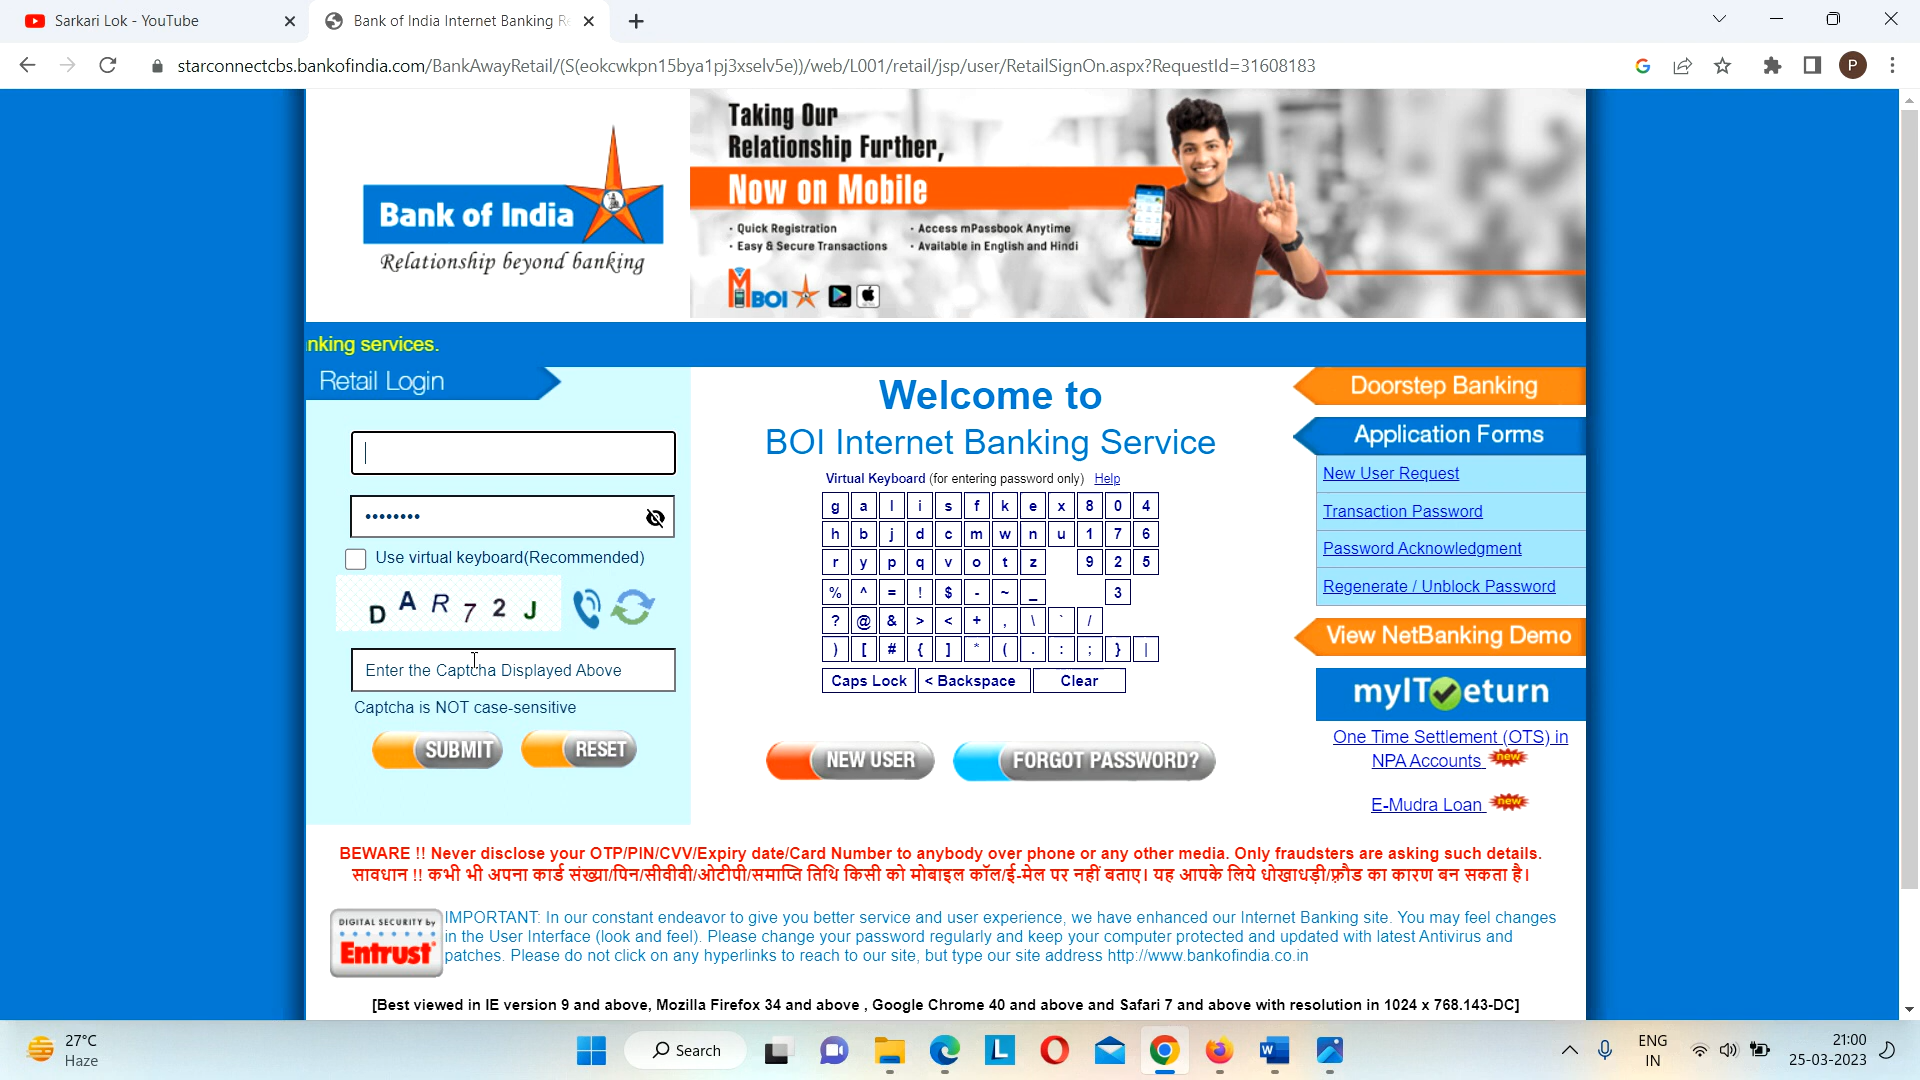 Sarkari Lok - YouTube
Bank of India Internet Banking Re
starconnectcbs.bankofindia.com/BankAwayRetail/(S(eokcwkpn15bya1pj3xselv5e))/web/L001/retail/jsp/user/RetailSignOn.aspx?RequestId=31608183
P
Bank of India
Relationship beyond banking
Taking Our
Relationship Further,
Now on Mobile
· Quick Registration · Access mPassbook Anytime
· Easy & Secure Transactions · Available in English and Hindi
MBOI
nking services.
Retail Login
Use virtual keyboard(Recommended)
D A R 7 2 J
Enter the Captcha Displayed Above
Captcha is NOT case-sensitive
SUBMIT RESET
Welcome to
BOI Internet Banking Service
Virtual Keyboard (for entering password only) Help
g a l i s f k e x 8 0 4
h b j d c m w n u 1 7 6
r y p q v o t z 9 2 5
% ^ = ! $ - ~ _ 3
? @ & > < + , \ ` /
) [ # { ] * ( . : ; } |
Caps Lock < Backspace Clear
NEW USER FORGOT PASSWORD?
Doorstep Banking
Application Forms
New User Request
Transaction Password
Password Acknowledgment
Regenerate / Unblock Password
View NetBanking Demo
myITeturn
One Time Settlement (OTS) in
NPA Accounts new
E-Mudra Loan new
BEWARE !! Never disclose your OTP/PIN/CVV/Expiry date/Card Number to anybody over phone or any other media. Only fraudsters are asking such details.
सावधान !! कभी भी अपना कार्ड संख्या/पिन/सीवीवी/ओटीपी/समाप्ति तिथि किसी को मोबाइल कॉल/ई-मेल पर नहीं बताए। यह आपके लिये धोखाधड़ी/फ़्रौड का कारण बन सकता है।
DIGITAL SECURITY by
Entrust
IMPORTANT: In our constant endeavor to give you better service and user experience, we have enhanced our Internet Banking site. You may feel changes
in the User Interface (look and feel). Please change your password regularly and keep your computer protected and updated with latest Antivirus and
patches. Please do not click on any hyperlinks to reach to our site, but type our site address http://www.bankofindia.co.in
[Best viewed in IE version 9 and above, Mozilla Firefox 34 and above , Google Chrome 40 and above and Safari 7 and above with resolution in 1024 x 768.143-DC]
27°C
Haze
Search
ENG
IN
21:00
25-03-2023